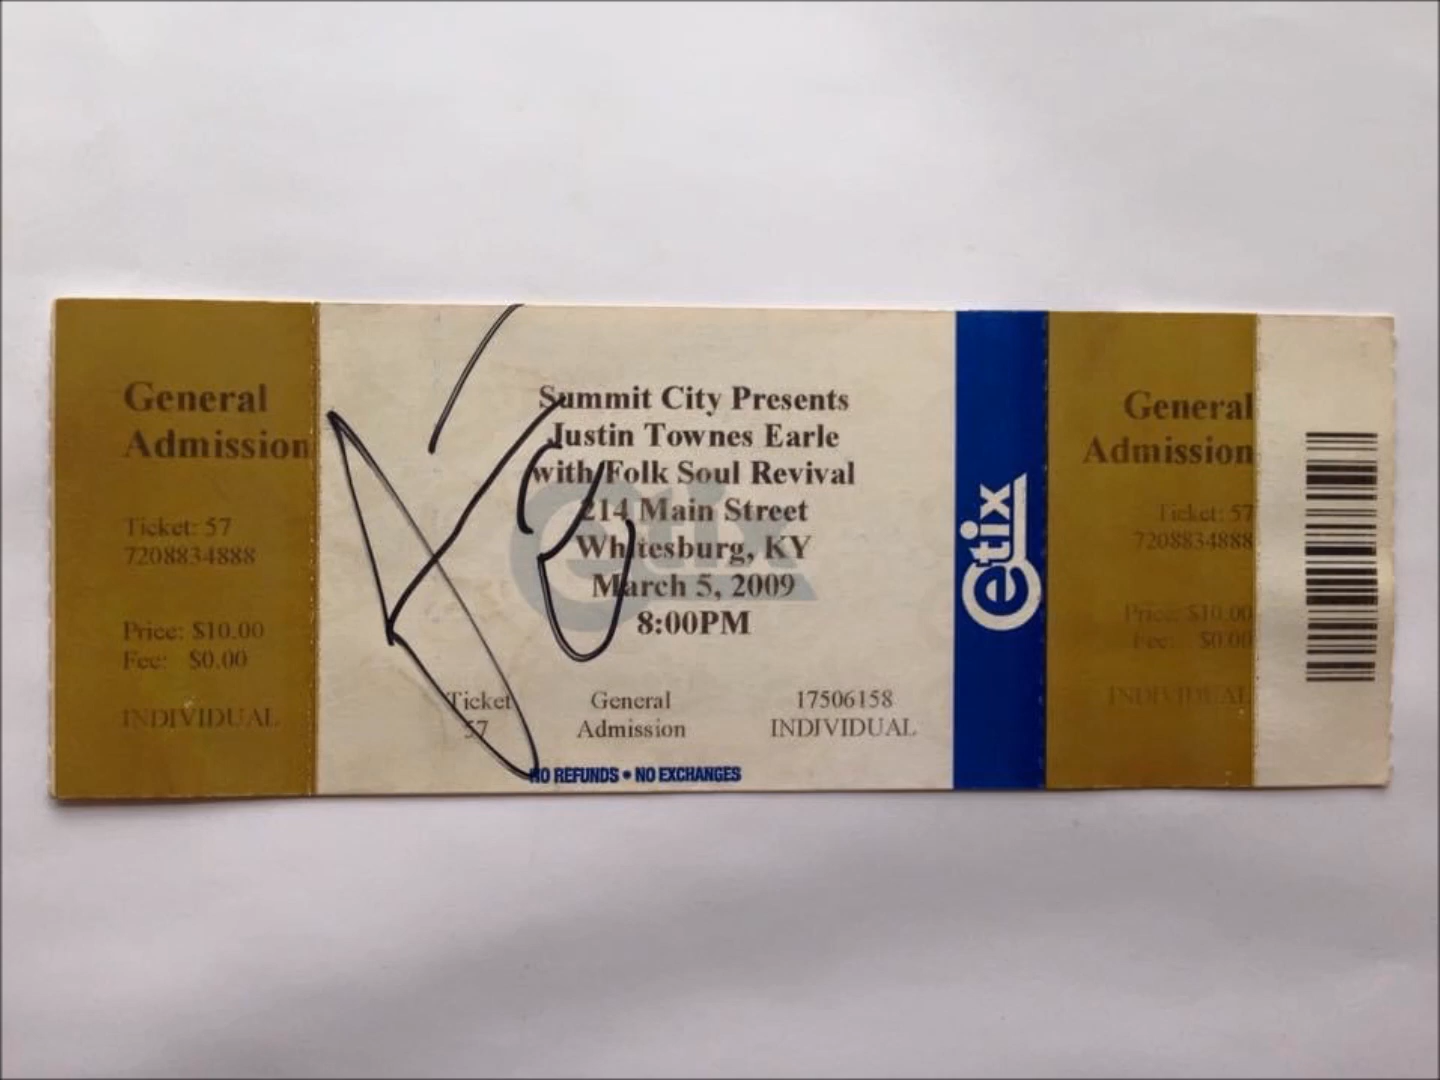 General
Admission
Ticket: 57
7208834888
Price: $10.00
Fee: $0.00
INDIVIDUAL
Summit City Presents
Justin Townes Earle
with Folk Soul Revival
214 Main Street
Whitesburg, KY
March 5, 2009
8:00PM
Ticket
57
General
Admission
17506158
INDIVIDUAL
NO REFUNDS • NO EXCHANGES
etix
General
Admission
Ticket: 57
7208834888
Price: $10.00
Fee: $0.00
INDIVIDUAL